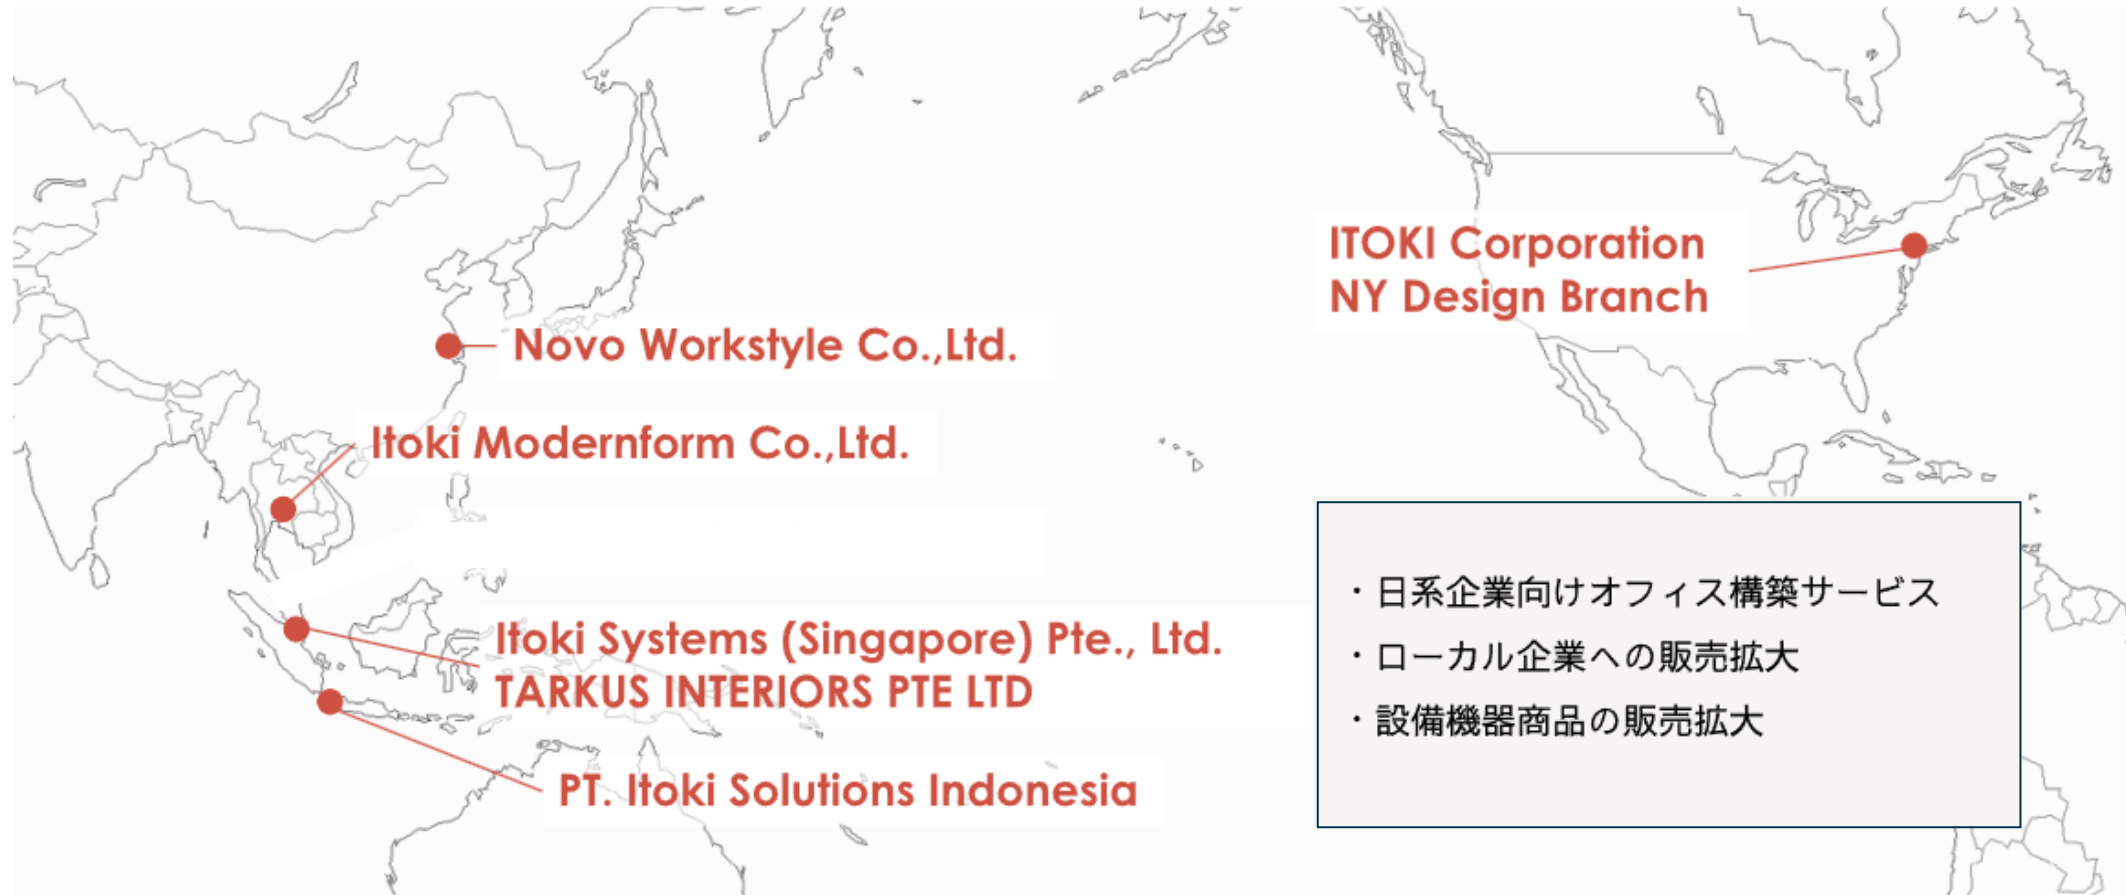 ITOKI Corporation
NY Design Branch
Novo Workstyle Co.,Ltd.
Itoki Modernform Co.,Ltd.
Itoki Systems (Singapore) Pte., Ltd.
TARKUS INTERIORS PTE LTD
PT. Itoki Solutions Indonesia
・日系企業向けオフィス構築サービス
・ローカル企業への販売拡大
・設備機器商品の販売拡大